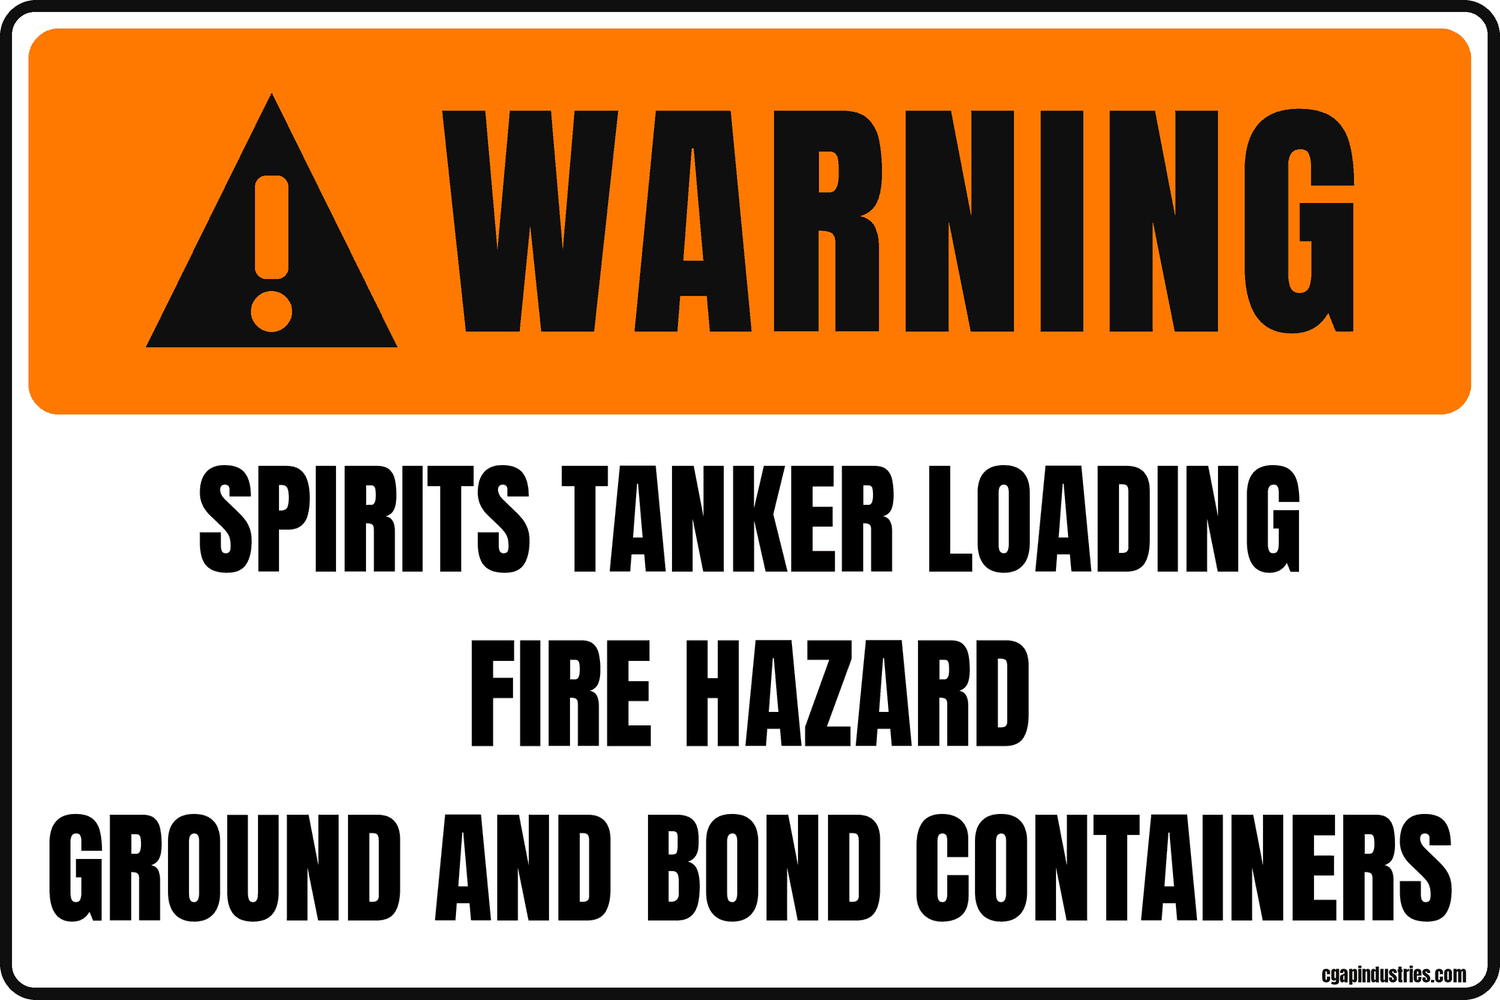 WARNING
SPIRITS TANKER LOADING
FIRE HAZARD
GROUND AND BOND CONTAINERS
cgapindustries.com